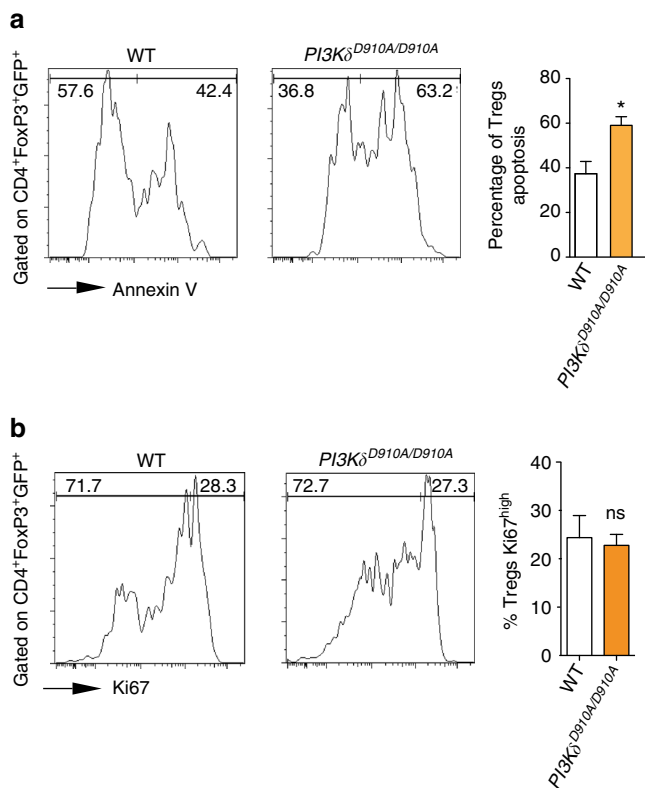 a
WT
PI3Kδ^D910A/D910A
Gated on CD4⁺FoxP3⁺GFP⁺
57.6 42.4
36.8 63.2
Annexin V
Percentage of Tregs
apoptosis
80
60
40
20
0
*
WT
PI3Kδ^D910A/D910A
b
WT
PI3Kδ^D910A/D910A
Gated on CD4⁺FoxP3⁺GFP⁺
71.7 28.3
72.7 27.3
Ki67
% Tregs Ki67^high
40
30
20
10
0
ns
WT
PI3Kδ^D910A/D910A